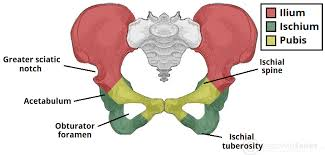 Ilium
Ischium
Pubis
Greater sciatic
notch
Ischial
spine
Acetabulum
Obturator
foramen
Ischial
tuberosity